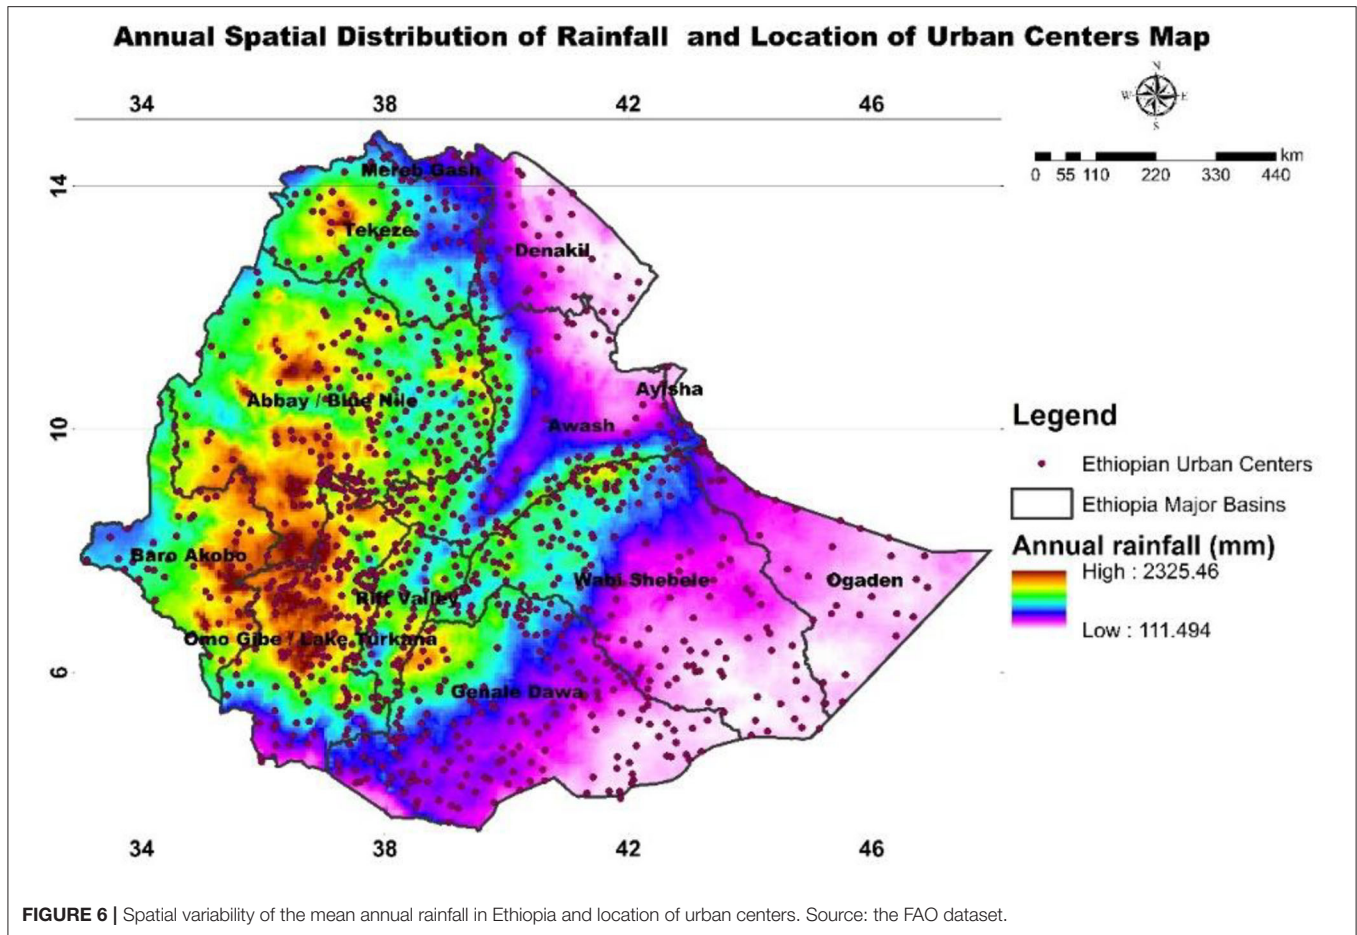 Annual Spatial Distribution of Rainfall and Location of Urban Centers Map
N
W E
S
34 38 42 46
km
0 55 110 220 330 440
14
10
6
Mereb Gash
Tekeze
Denakil
Ayisha
Abbay / Blue Nile
Awash
Baro Akobo
Wabi Shebele
Ogaden
Rift Valley
Omo Gibe / Lake Turkana
Genale Dawa
Legend
Ethiopian Urban Centers
Ethiopia Major Basins
Annual rainfall (mm)
High : 2325.46
Low : 111.494
34 38 42 46
FIGURE 6 | Spatial variability of the mean annual rainfall in Ethiopia and location of urban centers. Source: the FAO dataset.